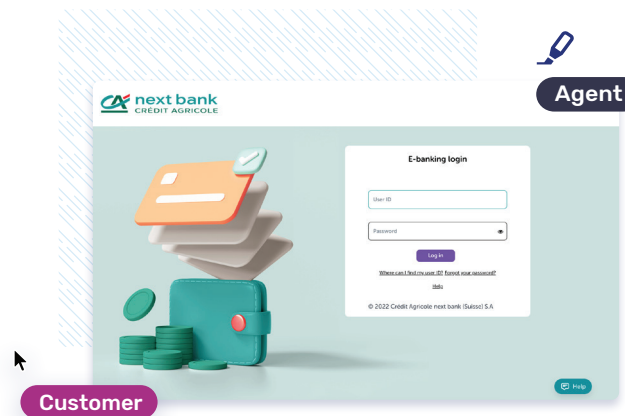 Agent
CA next bank
CRÉDIT AGRICOLE
E-banking login
User ID
Password
Log in
Where can I find my user ID? Forgot your password?
Help
© 2022 Crédit Agricole next bank (Suisse) S.A
Help
Customer